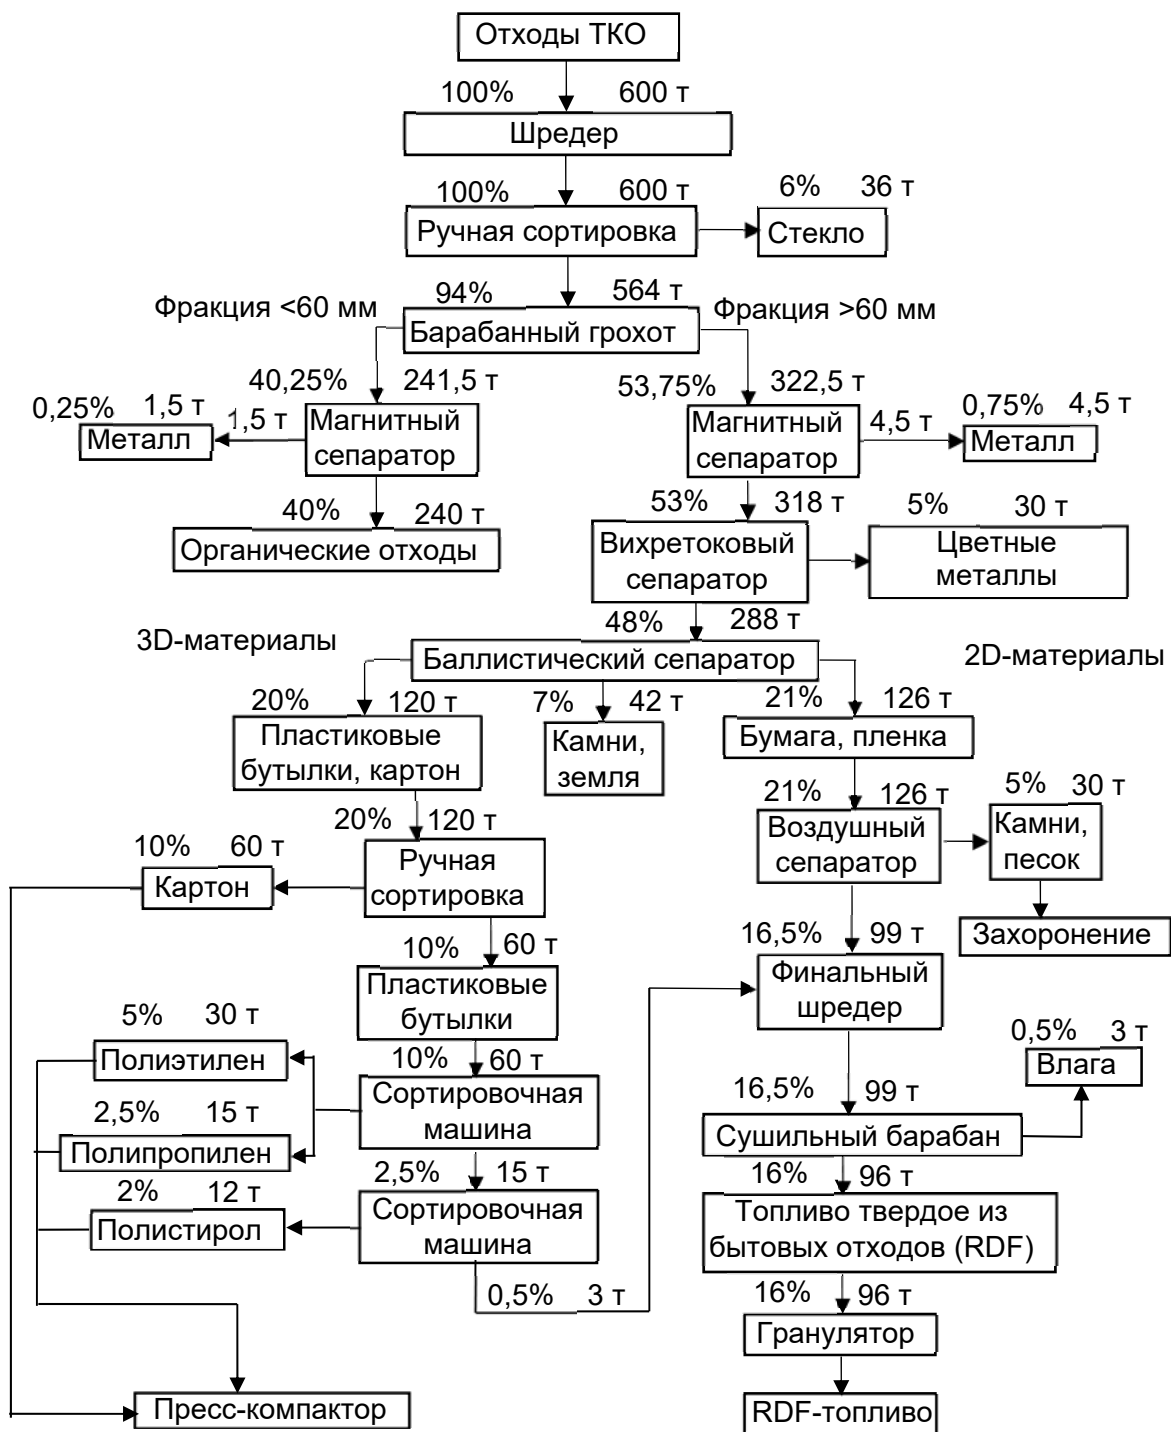 Отходы ТКО
100% 600 т
Шредер
100% 600 т
6% 36 т
Ручная сортировка
Стекло
94% 564 т
Фракция <60 мм
Фракция >60 мм
Барабанный грохот
40,25% 241,5 т
53,75% 322,5 т
0,25% 1,5 т
1,5 т
Металл
Магнитный
сепаратор
Магнитный
сепаратор
4,5 т
0,75% 4,5 т
Металл
40% 240 т
Органические отходы
53% 318 т
Вихретоковый
сепаратор
5% 30 т
Цветные
металлы
48% 288 т
3D-материалы
Баллистический сепаратор
2D-материалы
20% 120 т
Пластиковые
бутылки, картон
7% 42 т
Камни,
земля
21% 126 т
Бумага, пленка
20% 120 т
21% 126 т
5% 30 т
10% 60 т
Картон
Ручная
сортировка
Воздушный
сепаратор
Камни,
песок
Захоронение
10% 60 т
Пластиковые
бутылки
16,5% 99 т
Финальный
шредер
5% 30 т
Полиэтилен
10% 60 т
Сортировочная
машина
0,5% 3 т
Влага
16,5% 99 т
Сушильный барабан
2,5% 15 т
Полипропилен
2,5% 15 т
Сортировочная
машина
2% 12 т
Полистирол
16% 96 т
Топливо твердое из
бытовых отходов (RDF)
0,5% 3 т
16% 96 т
Гранулятор
Пресс-компактор
RDF-топливо